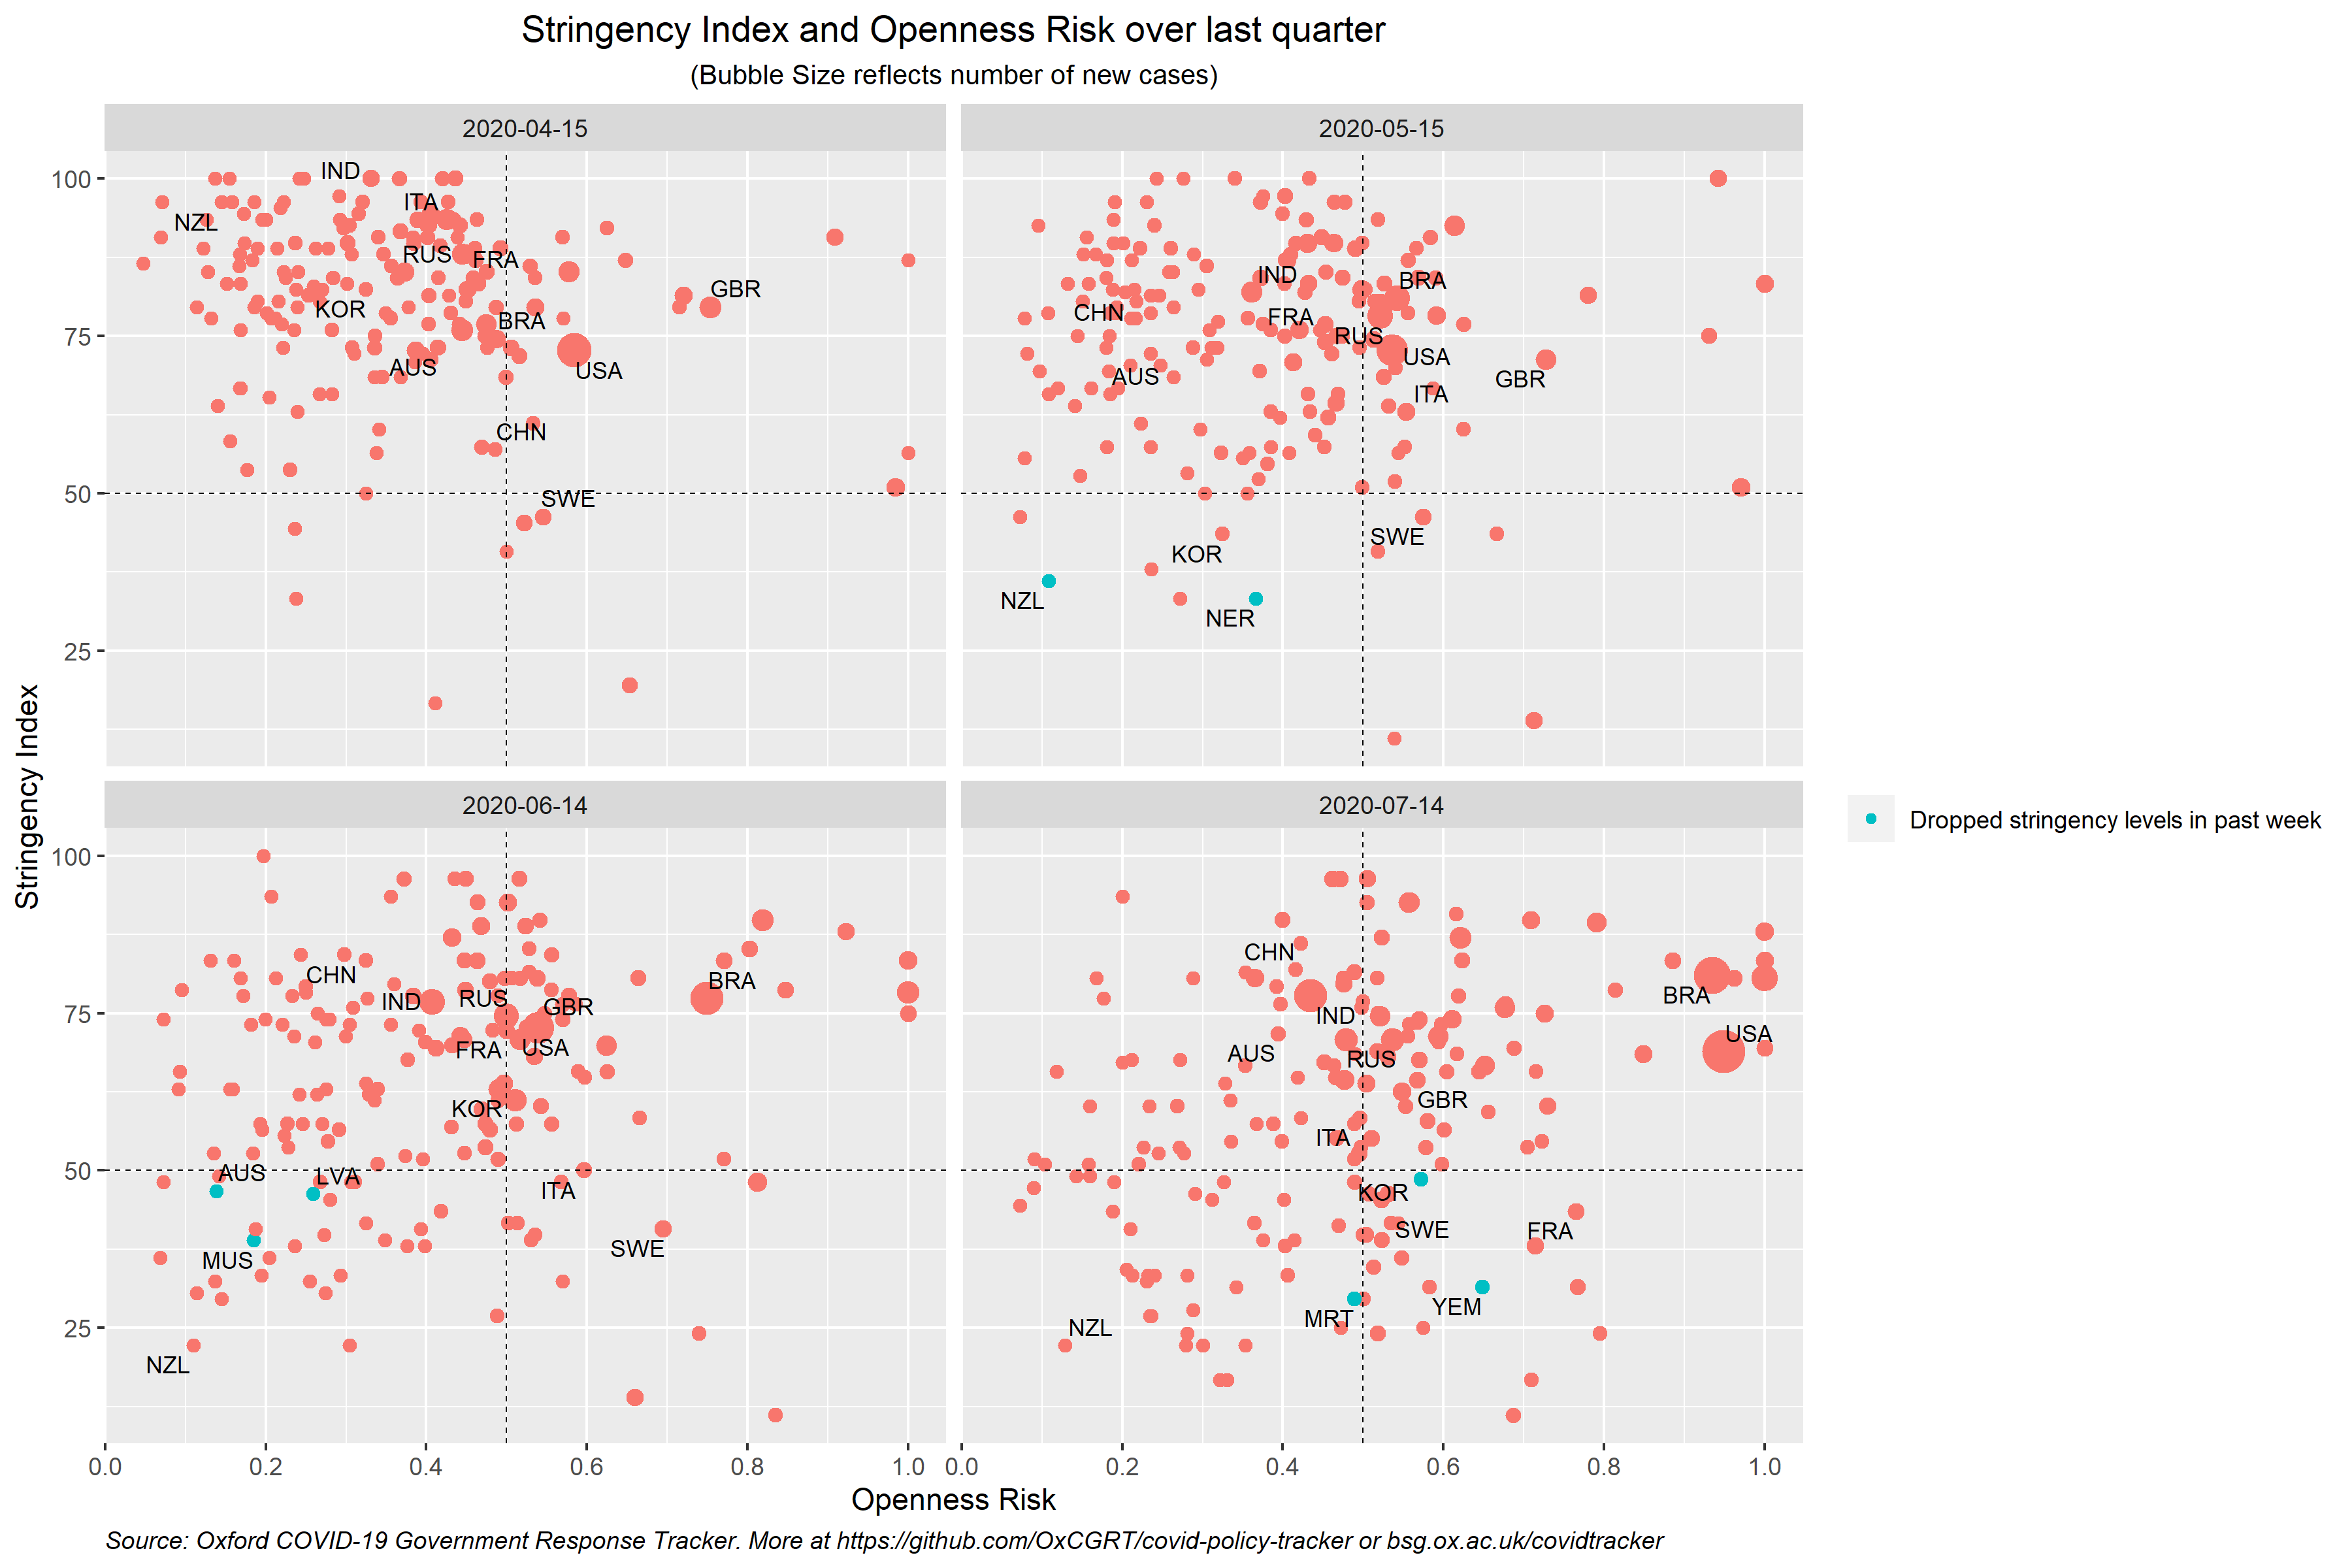 Stringency Index and Openness Risk over last quarter
(Bubble Size reflects number of new cases)
2020-04-15
2020-05-15
100
75
50
25
IND
ITA
NZL
RUS
FRA
GBR
KOR
BRA
AUS
USA
CHN
SWE
IND
BRA
CHN
FRA
RUS
USA
AUS
GBR
ITA
SWE
KOR
NZL
NER
Stringency Index
2020-06-14
2020-07-14
100
75
50
25
CHN
BRA
IND
RUS
GBR
FRA
USA
KOR
AUS
LVA
ITA
SWE
MUS
NZL
CHN
BRA
IND
USA
AUS
RUS
GBR
ITA
KOR
SWE
FRA
YEM
MRT
NZL
Dropped stringency levels in past week
0.0 0.2 0.4 0.6 0.8 1.0
0.0 0.2 0.4 0.6 0.8 1.0
Openness Risk
Source: Oxford COVID-19 Government Response Tracker. More at https://github.com/OxCGRT/covid-policy-tracker or bsg.ox.ac.uk/covidtracker